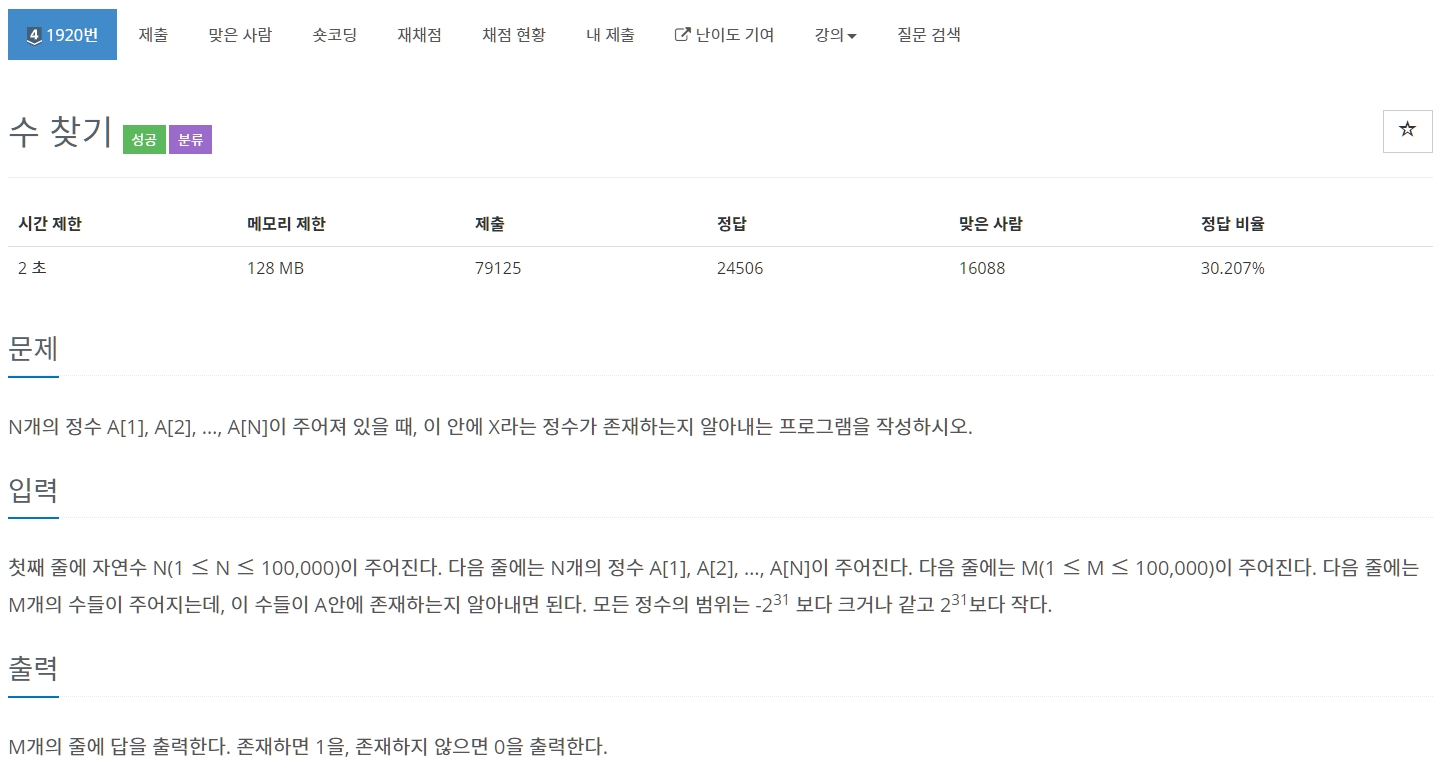 4 1920번 제출 맞은 사람 숏코딩 재채점 채점 현황 내 제출 난이도 기여 강의 질문 검색
수 찾기 성공 분류
시간 제한 메모리 제한 제출 정답 맞은 사람 정답 비율
2 초 128 MB 79125 24506 16088 30.207%
문제
N개의 정수 A[1], A[2], …, A[N]이 주어져 있을 때, 이 안에 X라는 정수가 존재하는지 알아내는 프로그램을 작성하시오.
입력
첫째 줄에 자연수 N(1 ≤ N ≤ 100,000)이 주어진다. 다음 줄에는 N개의 정수 A[1], A[2], …, A[N]이 주어진다. 다음 줄에는 M(1 ≤ M ≤ 100,000)이 주어진다. 다음 줄에는
M개의 수들이 주어지는데, 이 수들이 A안에 존재하는지 알아내면 된다. 모든 정수의 범위는 -2³¹ 보다 크거나 같고 2³¹보다 작다.
출력
M개의 줄에 답을 출력한다. 존재하면 1을, 존재하지 않으면 0을 출력한다.